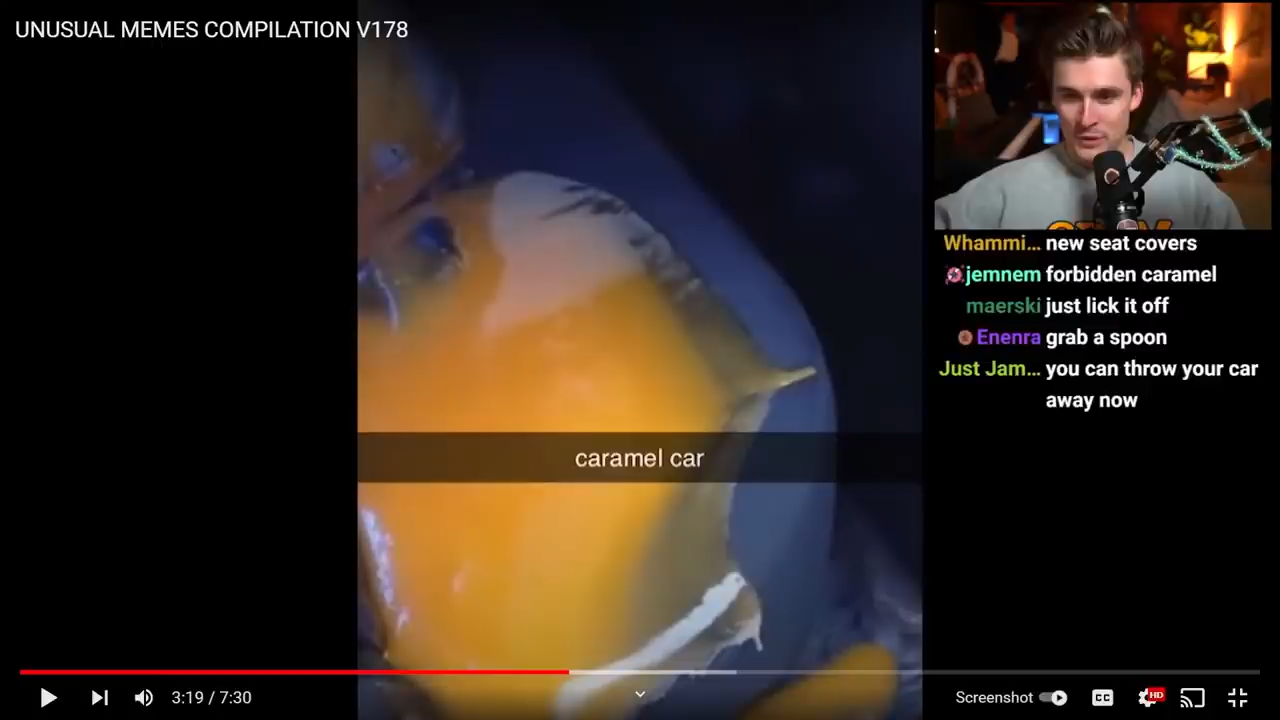 UNUSUAL MEMES COMPILATION V178
Whammi... new seat covers
jemnem forbidden caramel
maerski just lick it off
Enenra grab a spoon
Just Jam... you can throw your car
away now
caramel car
3:19 / 7:30
Screenshot
CC
HD